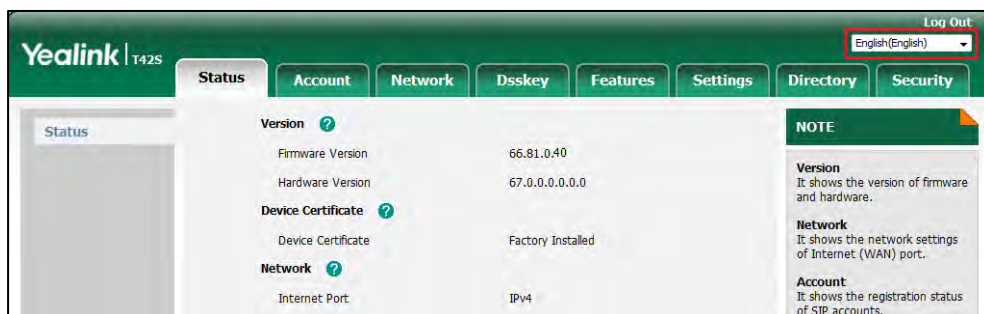 Log Out
English(English)
Yealink T42S
Status Account Network Dsskey Features Settings Directory Security
Status
Version ?
Firmware Version 66.81.0.40
Hardware Version 67.0.0.0.0.0.0
Device Certificate ?
Device Certificate Factory Installed
Network ?
Internet Port IPv4
NOTE
Version
It shows the version of firmware
and hardware.
Network
It shows the network settings
of Internet (WAN) port.
Account
It shows the registration status
of SIP accounts.